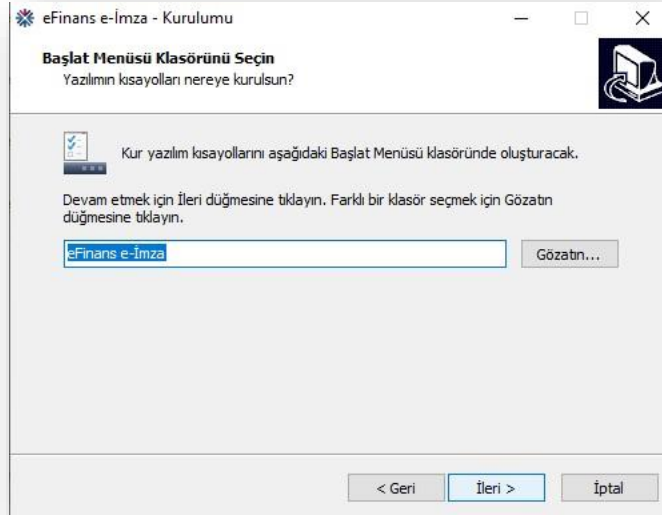 eFinans e-İmza - Kurulumu
Başlat Menüsü Klasörünü Seçin
Yazılımın kısayolları nereye kurulsun?
Kur yazılım kısayollarını aşağıdaki Başlat Menüsü klasöründe oluşturacak.
Devam etmek için İleri düğmesine tıklayın. Farklı bir klasör seçmek için Gözatın
düğmesine tıklayın.
eFinans e-İmza
Gözatın...
< Geri
İleri >
İptal